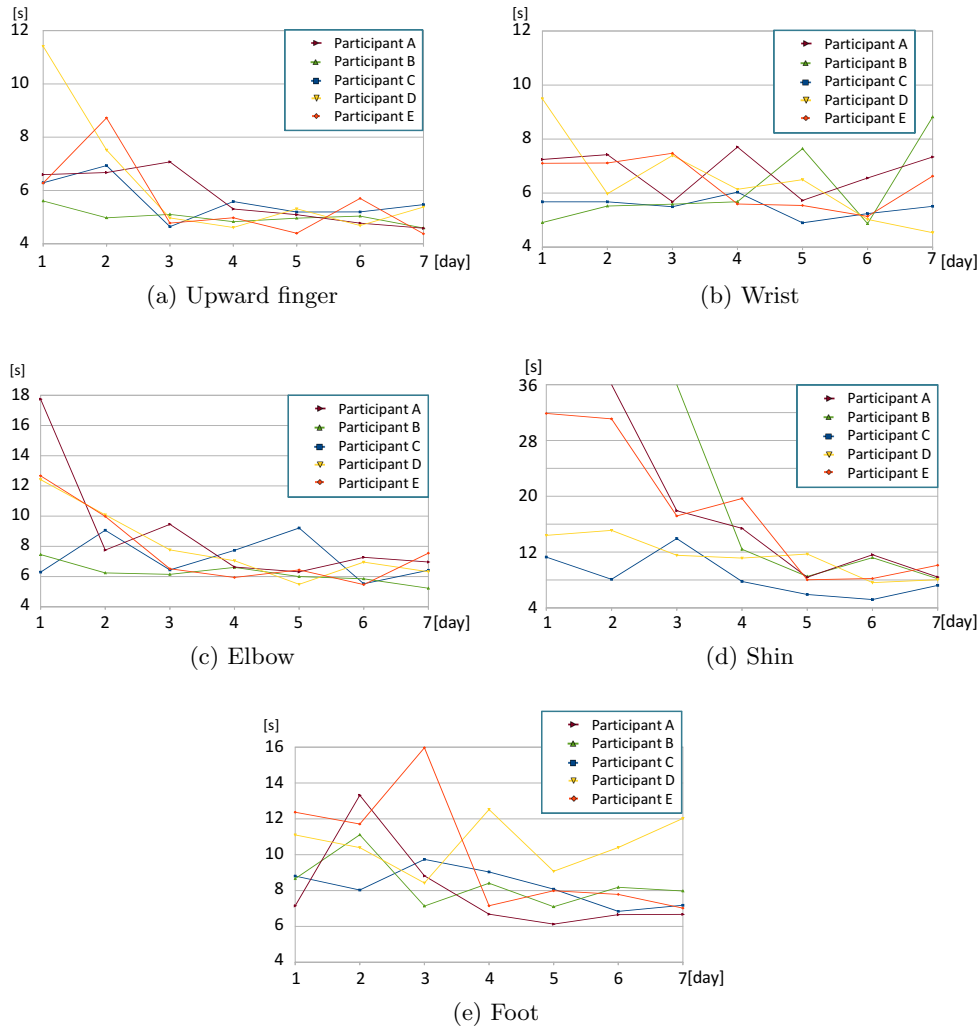 [s]
12
10
8
6
4
Participant A
Participant B
Participant C
Participant D
Participant E
1 2 3 4 5 6 7 [day]
(a) Upward finger
[s]
12
10
8
6
4
Participant A
Participant B
Participant C
Participant D
Participant E
1 2 3 4 5 6 7 [day]
(b) Wrist
[s]
18
16
14
12
10
8
6
4
Participant A
Participant B
Participant C
Participant D
Participant E
1 2 3 4 5 6 7[day]
(c) Elbow
[s]
36
28
20
12
4
Participant A
Participant B
Participant C
Participant D
Participant E
1 2 3 4 5 6 7 [day]
(d) Shin
[s]
16
14
12
10
8
6
4
Participant A
Participant B
Participant C
Participant D
Participant E
1 2 3 4 5 6 7[day]
(e) Foot